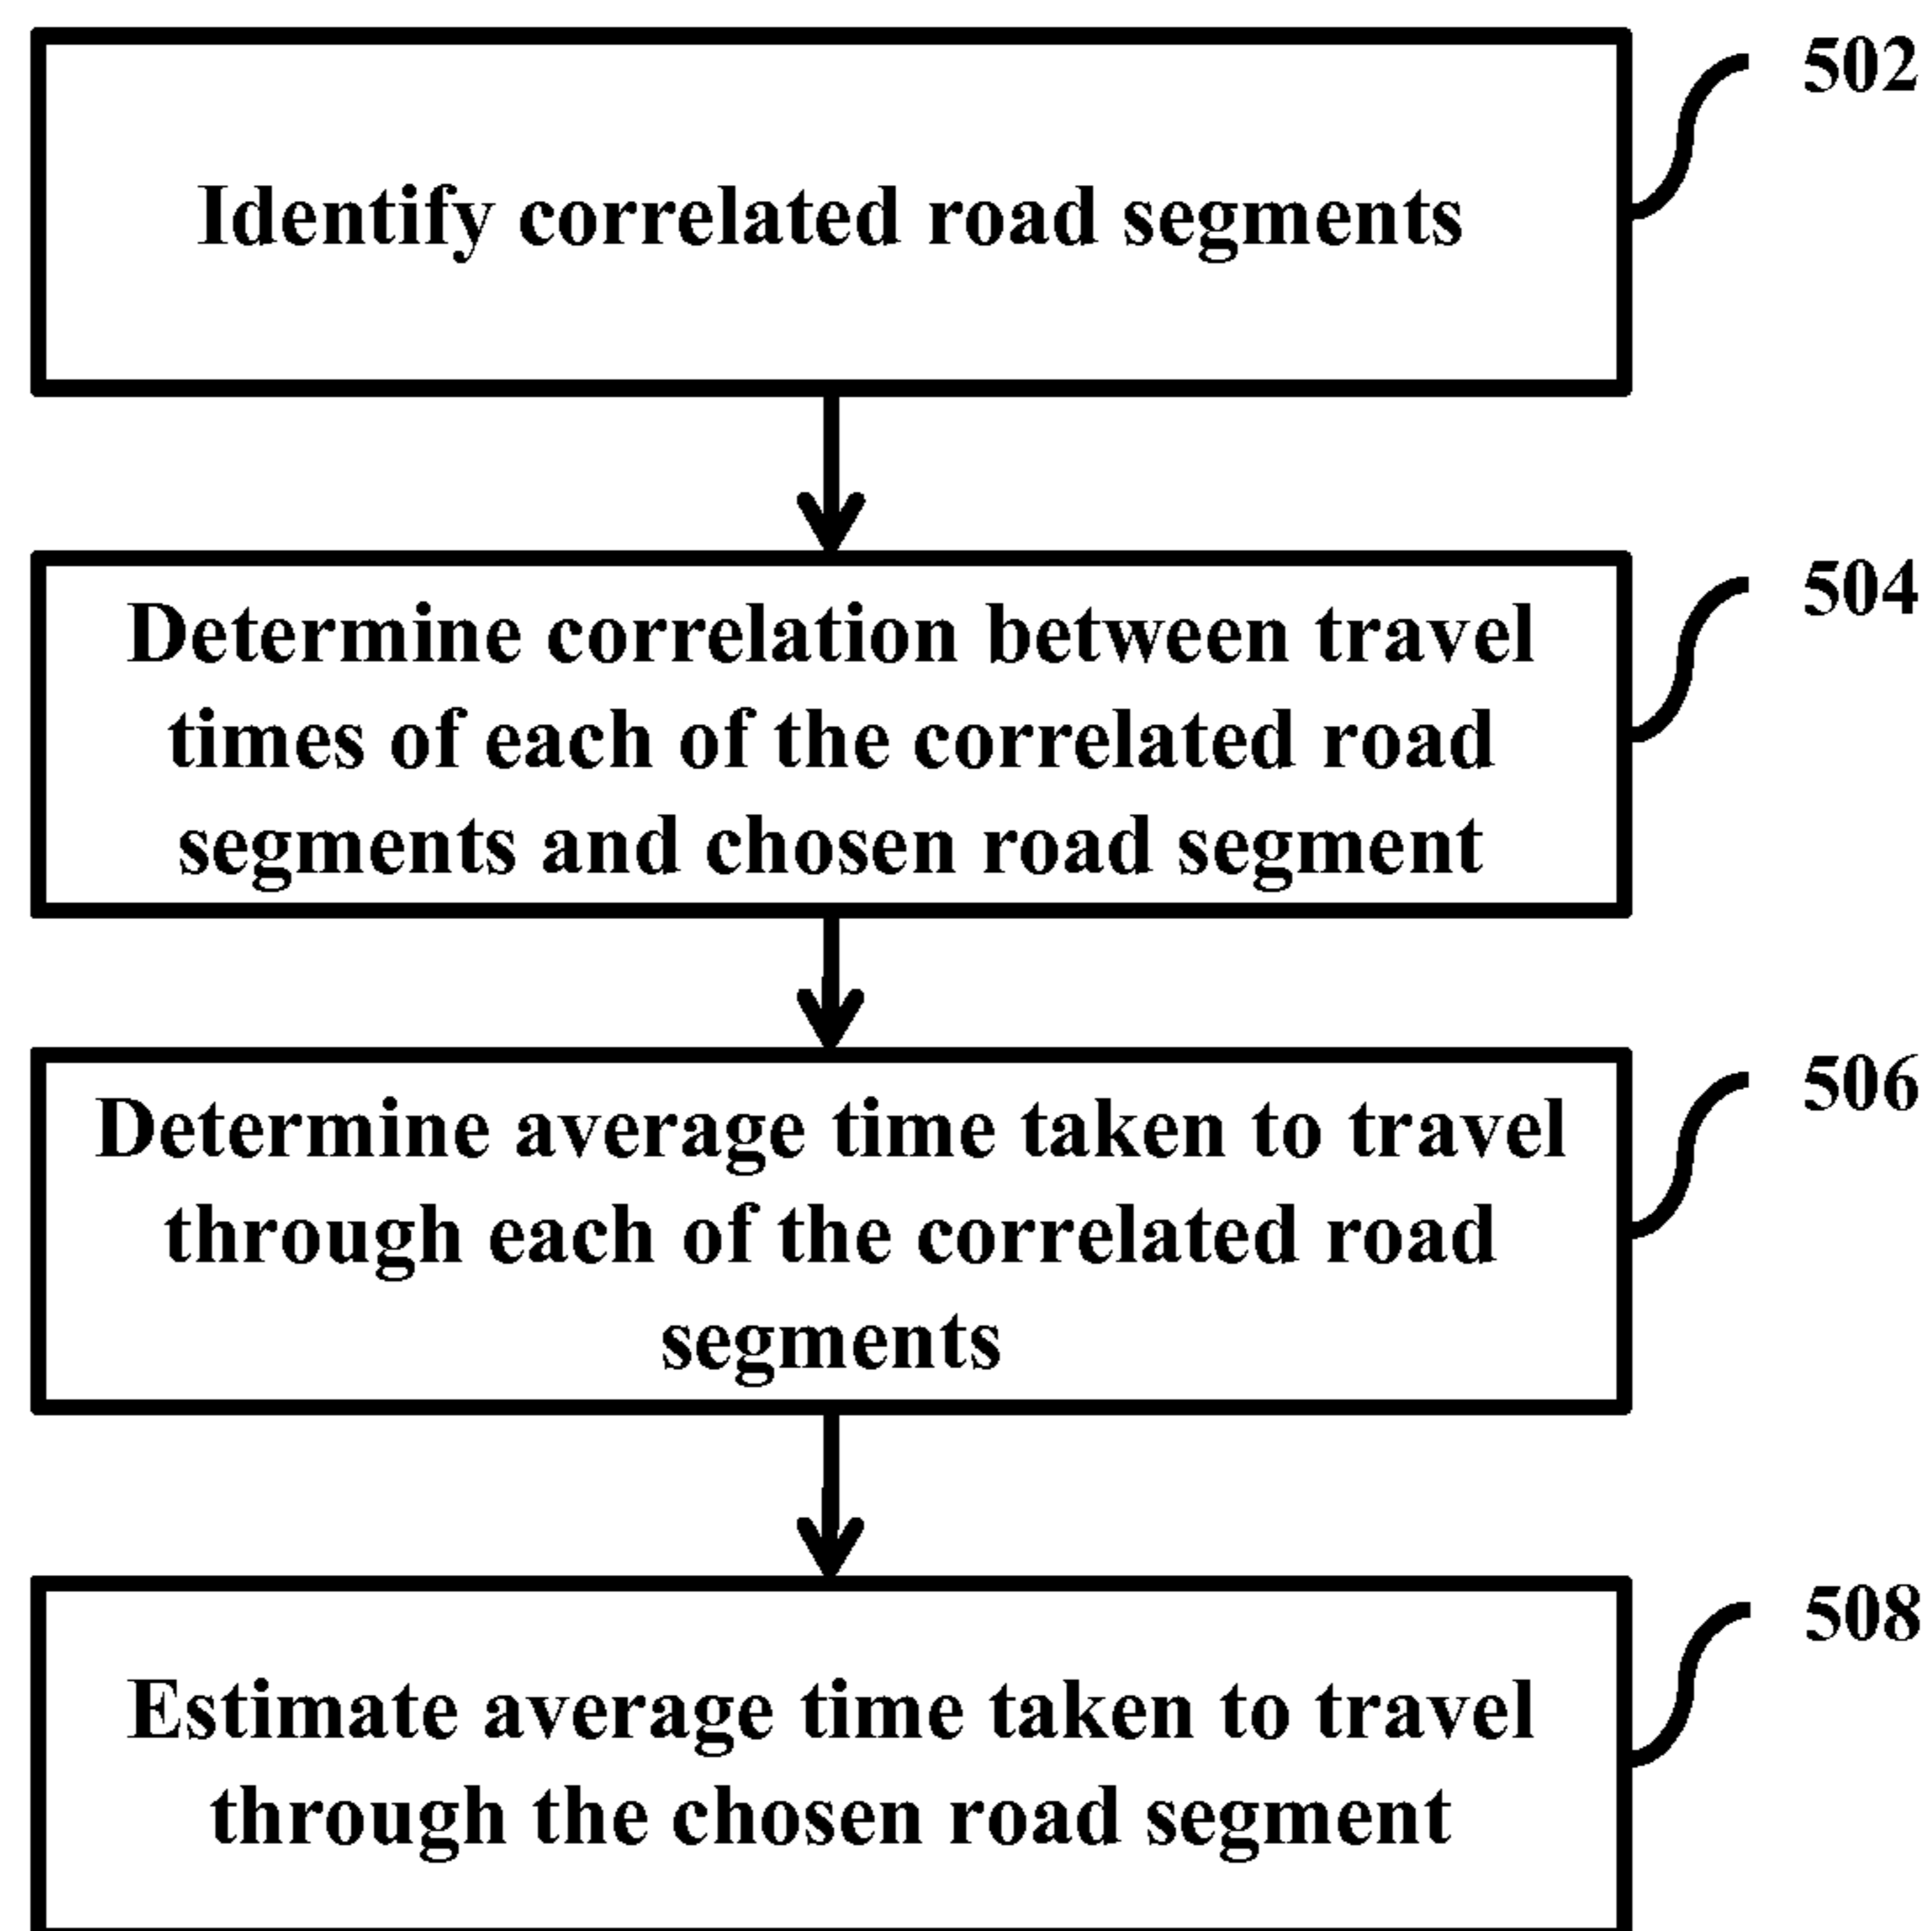 502
Identify correlated road segments
504
Determine correlation between travel
times of each of the correlated road
segments and chosen road segment
506
Determine average time taken to travel
through each of the correlated road
segments
508
Estimate average time taken to travel
through the chosen road segment